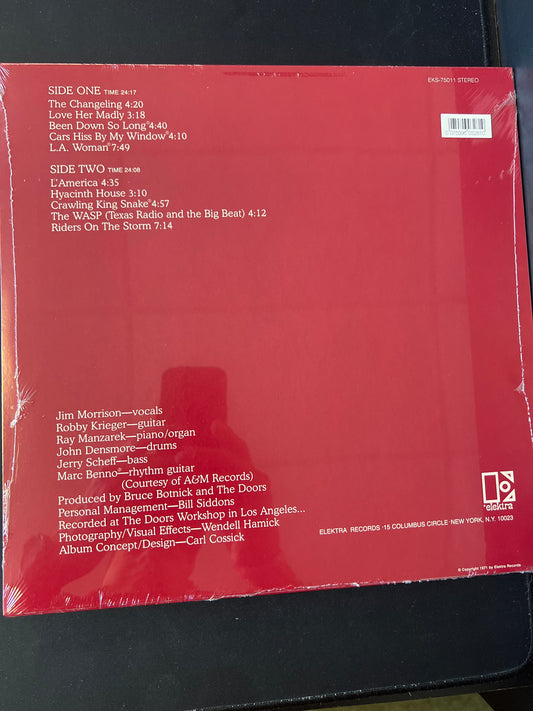 EKS-75011 STEREO
SIDE ONE TIME 24:17
The Changeling 4:20
Love Her Madly 3:18
Been Down So Long* 4:40
Cars Hiss By My Window* 4:10
L.A. Woman* 7:49
SIDE TWO TIME 24:08
L'America 4:35
Hyacinth House 3:10
Crawling King Snake* 4:57
The WASP (Texas Radio and the Big Beat) 4:12
Riders On The Storm 7:14
Jim Morrison—vocals
Robby Krieger—guitar
Ray Manzarek—piano/organ
John Densmore—drums
Jerry Scheff—bass
Marc Benno*—rhythm guitar
(Courtesy of A&M Records)
Produced by Bruce Botnick and The Doors
Personal Management—Bill Siddons
Recorded at The Doors Workshop in Los Angeles...
Photography/Visual Effects—Wendell Hamick
Album Concept/Design—Carl Cossick
elektra
ELEKTRA RECORDS · 15 COLUMBUS CIRCLE · NEW YORK, N.Y. 10023
© Copyright 1971 by Elektra Records